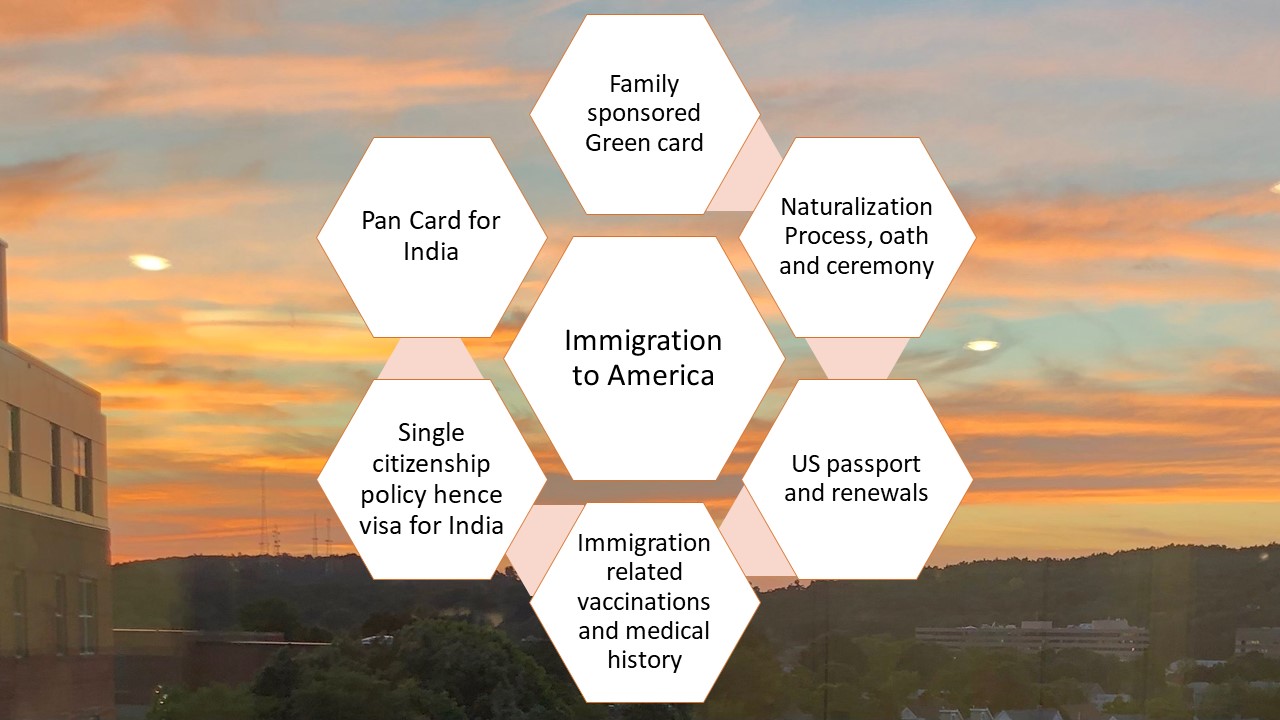 Family
sponsored
Green card
Naturalization
Process, oath
and ceremony
US passport
and renewals
Immigration
related
vaccinations
and medical
history
Single
citizenship
policy hence
visa for India
Pan Card for
India
Immigration
to America